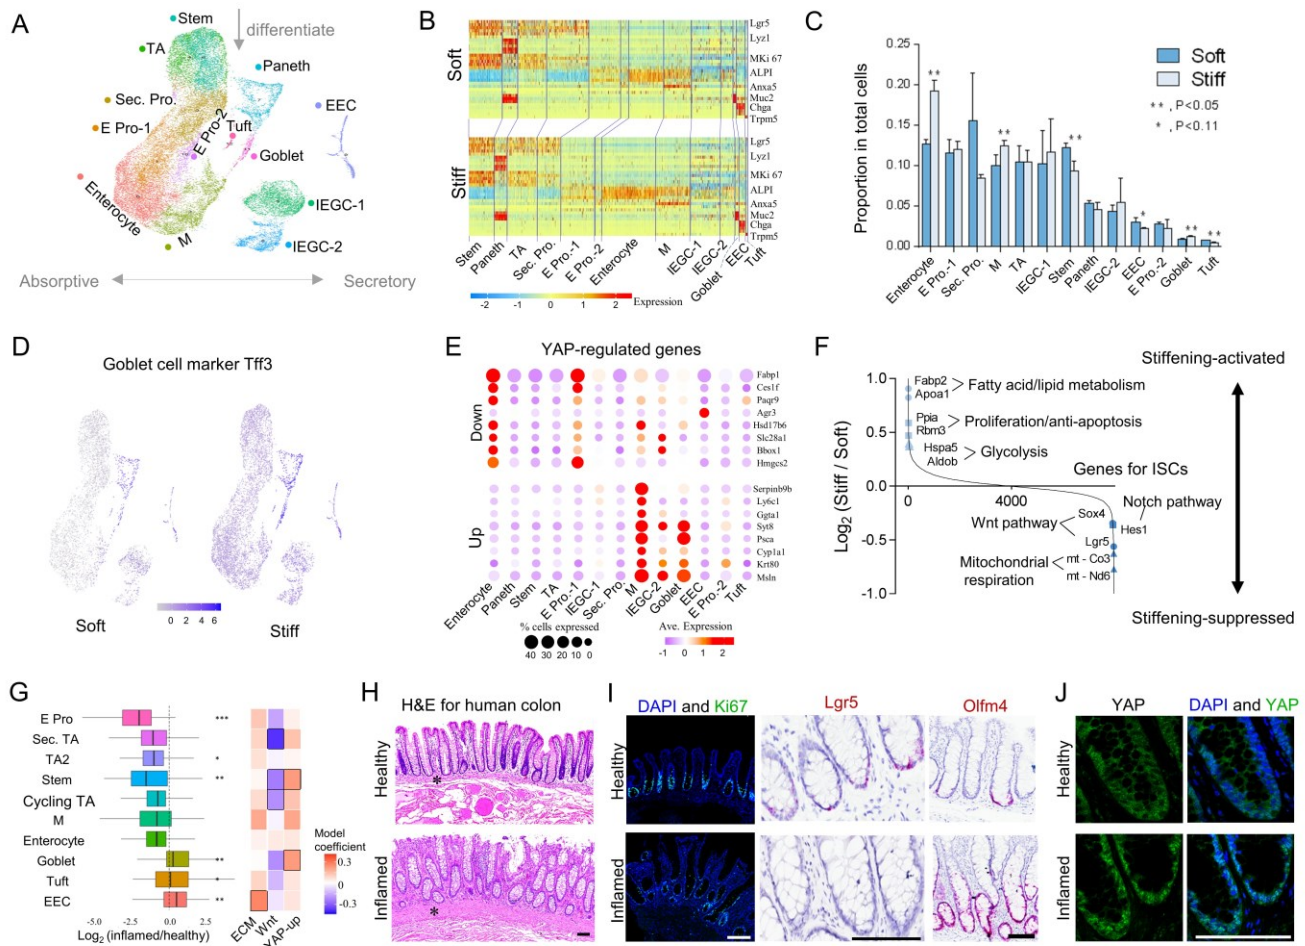 A
Stem
differentiate
TA
Paneth
Sec. Pro.
EEC
E Pro-1
E Pro-2
Tuft
Goblet
Enterocyte
M
IEGC-1
IEGC-2
Absorptive
Secretory
B
Soft
Lgr5
Lyz1
MKi 67
ALPI
Anxa5
Muc2
Chga
Trpm5
Stiff
Lgr5
Lyz1
MKi 67
ALPI
Anxa5
Muc2
Chga
Trpm5
Stem
Paneth
TA
Sec. Pro.
E Pro.-1
E Pro.-2
Enterocyte
M
IEGC-1
IEGC-2
Goblet
EEC
Tuft
-2 -1 0 1 2 Expression
C
Proportion in total cells
0.25
0.20
0.15
0.10
0.05
0.00
Soft
Stiff
* * , P<0.05
* , P<0.11
* *
* *
* *
*
* *
* *
Enterocyte
E Pro.-1
Sec. Pro.
M
TA
IEGC-1
Stem
Paneth
IEGC-2
EEC
E Pro.-2
Goblet
Tuft
D
Goblet cell marker Tff3
0 2 4 6
Soft
Stiff
E
YAP-regulated genes
Down
Fabp1
Ces1f
Paqr9
Agr3
Hsd17b6
Slc28a1
Bbox1
Hmgcs2
Up
Serpinb9b
Ly6c1
Ggta1
Syt8
Psca
Cyp1a1
Krt80
Msln
Enterocyte
Paneth
Stem
TA
E Pro.-1
IEGC-1
Sec. Pro.
M
IEGC-2
Goblet
EEC
E Pro.-2
Tuft
% cells expressed
40 30 20 10 0
Ave. Expression
-1 0 1 2
F
Stiffening-activated
Log2 (Stiff / Soft)
1.0
0.5
0.0
-0.5
-1.0
0
4000
Fabp2
Apoa1
Fatty acid/lipid metabolism
Ppia
Rbm3
Proliferation/anti-apoptosis
Hspa5
Aldob
Glycolysis
Genes for ISCs
Notch pathway
Sox4
Wnt pathway
Hes1
Lgr5
Mitochondrial
respiration
mt - Co3
mt - Nd6
Stiffening-suppressed
G
E Pro
***
Sec. TA
TA2
*
Stem
**
Cycling TA
M
Enterocyte
Goblet
**
Tuft
*
EEC
**
-5.0 -2.0 0.0 2.0
Log2 (inflamed/healthy)
ECM
Wnt
YAP-up
Model
coefficient
0.3
0
-0.3
H
H&E for human colon
Healthy
*
Inflamed
*
I
DAPI and Ki67
Lgr5
Olfm4
Healthy
Inflamed
J
YAP
DAPI and YAP
Healthy
Inflamed